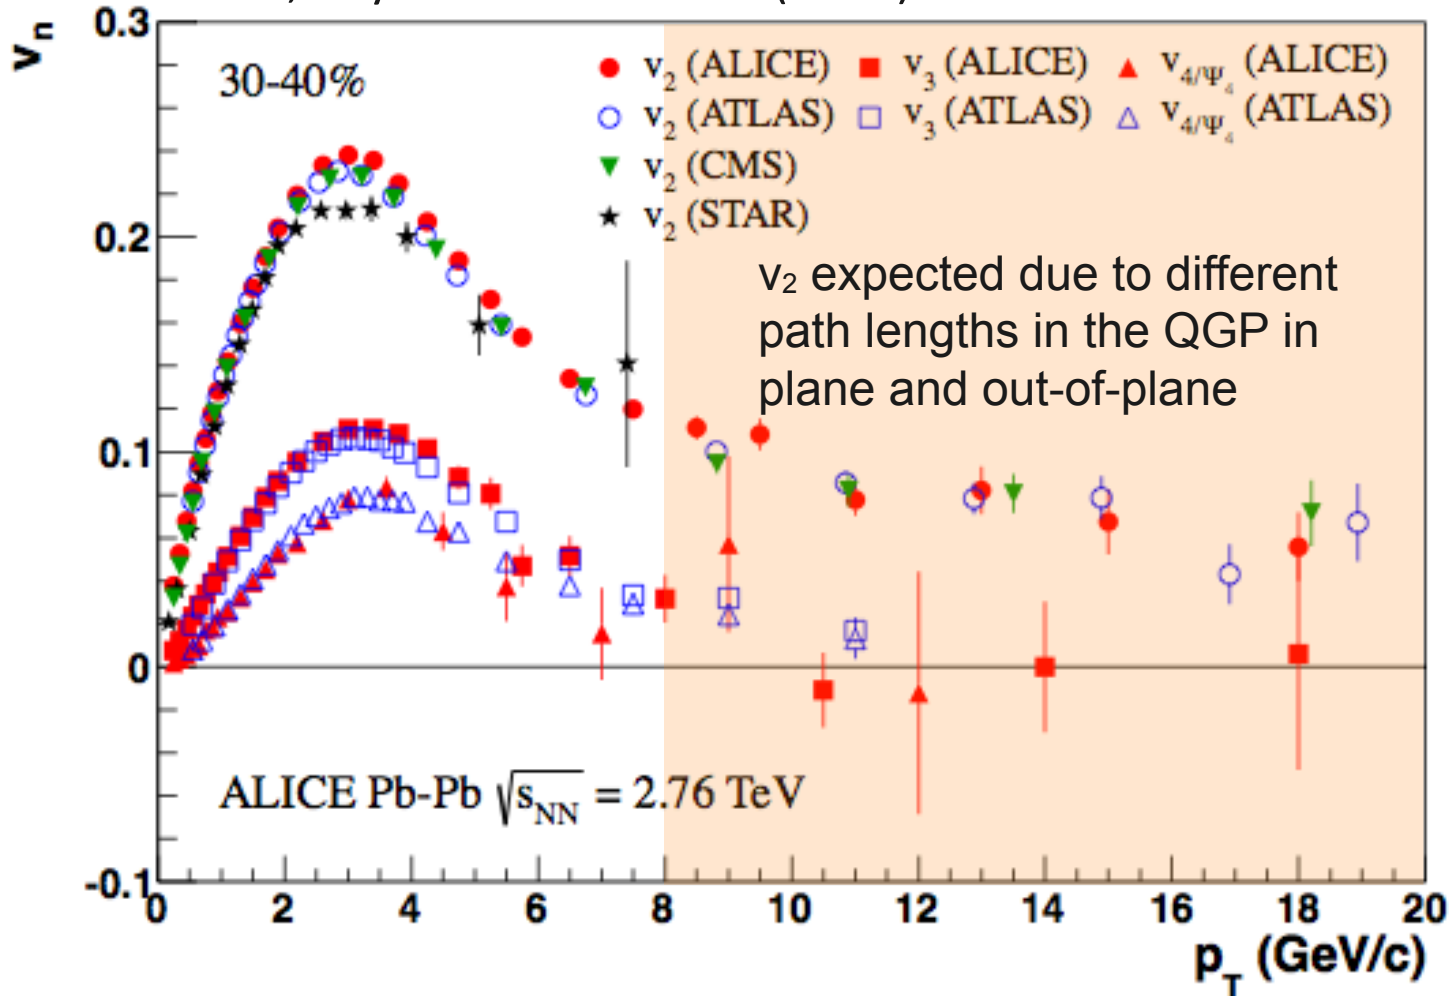 0.3
v_n
30-40%
v₂ (ALICE) v₃ (ALICE) v₄/Ψ₄ (ALICE)
v₂ (ATLAS) v₃ (ATLAS) v₄/Ψ₄ (ATLAS)
v₂ (CMS)
v₂ (STAR)
0.2
v₂ expected due to different
path lengths in the QGP in
plane and out-of-plane
0.1
0
ALICE Pb-Pb √s_NN = 2.76 TeV
-0.1
0 2 4 6 8 10 12 14 16 18 20
p_T (GeV/c)